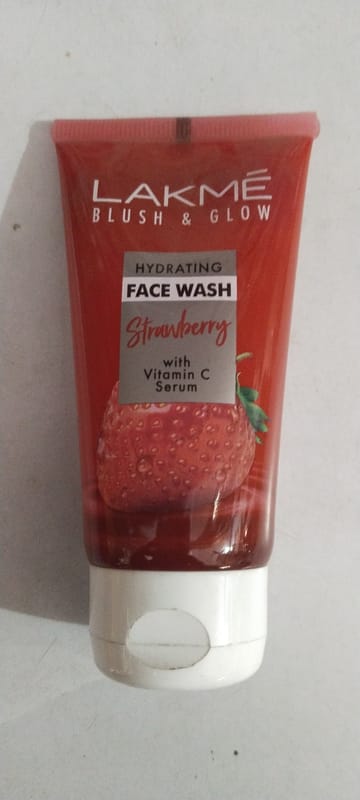 LAKMÉ
BLUSH & GLOW
HYDRATING
FACE WASH
Strawberry
with
Vitamin C
Serum